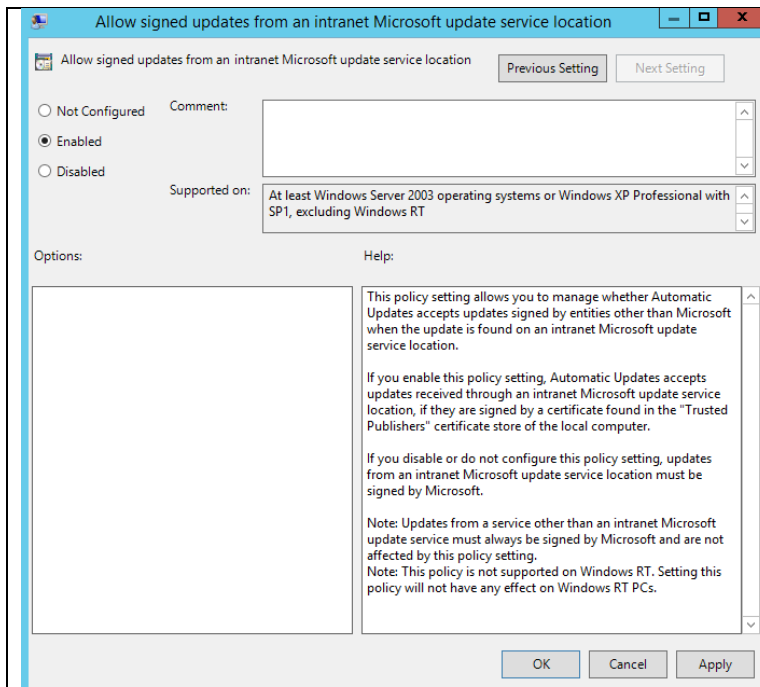 Allow signed updates from an intranet Microsoft update service location
Allow signed updates from an intranet Microsoft update service location
Previous Setting
Next Setting
Not Configured
Comment:
Enabled
Disabled
Supported on:
At least Windows Server 2003 operating systems or Windows XP Professional with
SP1, excluding Windows RT
Options:
Help:
This policy setting allows you to manage whether Automatic
Updates accepts updates signed by entities other than Microsoft
when the update is found on an intranet Microsoft update
service location.
If you enable this policy setting, Automatic Updates accepts
updates received through an intranet Microsoft update service
location, if they are signed by a certificate found in the "Trusted
Publishers" certificate store of the local computer.
If you disable or do not configure this policy setting, updates
from an intranet Microsoft update service location must be
signed by Microsoft.
Note: Updates from a service other than an intranet Microsoft
update service must always be signed by Microsoft and are not
affected by this policy setting.
Note: This policy is not supported on Windows RT. Setting this
policy will not have any effect on Windows RT PCs.
OK
Cancel
Apply